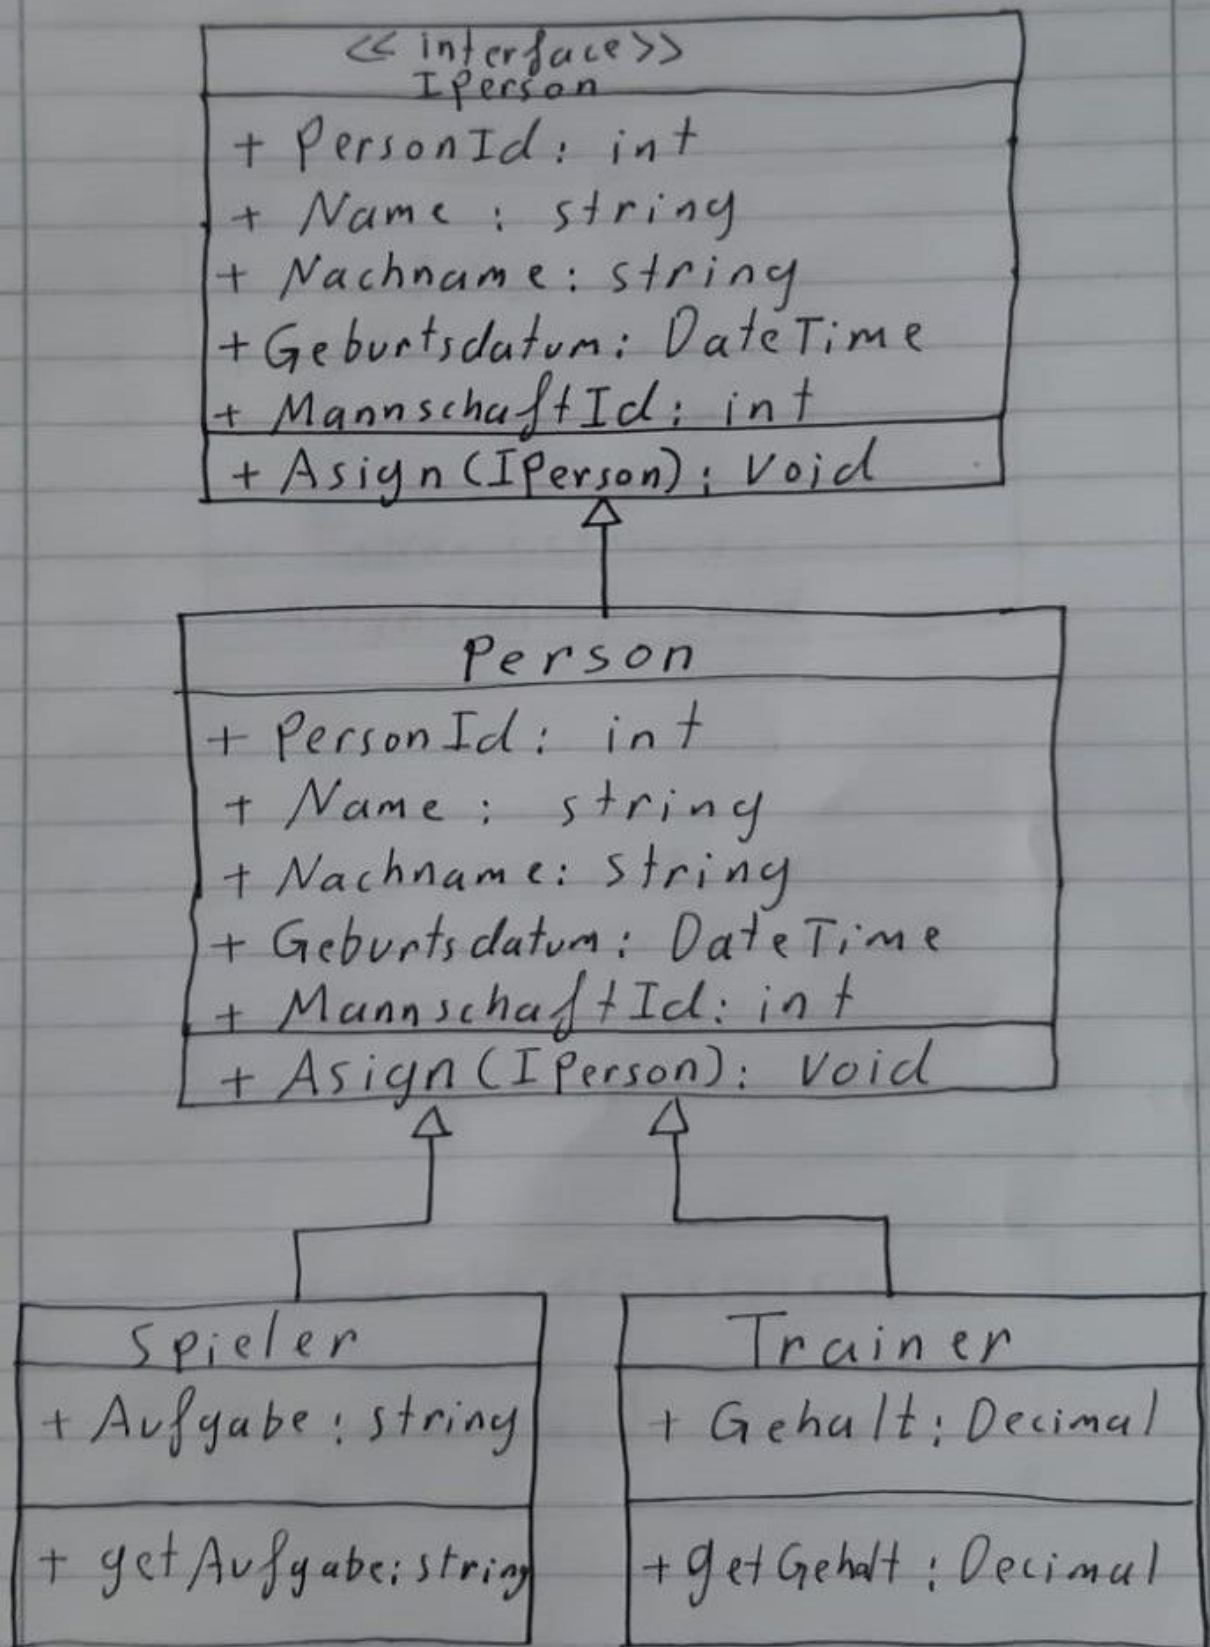 << interface>>
IPerson
+ PersonId: int
+ Name : string
+ Nachname: string
+ Geburtsdatum: DateTime
+ MannschaftId: int
+ Asign(IPerson): Void
Person
+ PersonId: int
+ Name : string
+ Nachname: string
+ Geburtsdatum: DateTime
+ MannschaftId: int
+ Asign(IPerson): Void
Spieler
+ Aufgabe: string
+ getAufgabe: string
Trainer
+ Gehalt: Decimal
+ getGehalt: Decimal